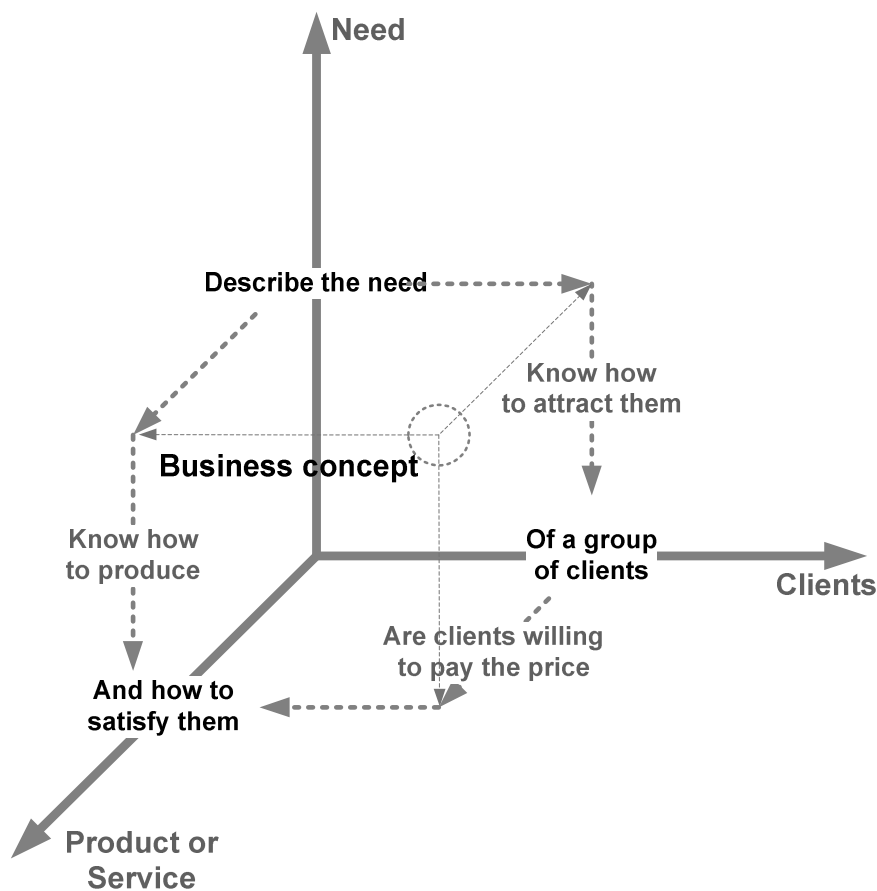 Need
Describe the need
Know how
to attract them
Business concept
Know how
to produce
Of a group
of clients
Clients
Are clients willing
to pay the price
And how to
satisfy them
Product or
Service